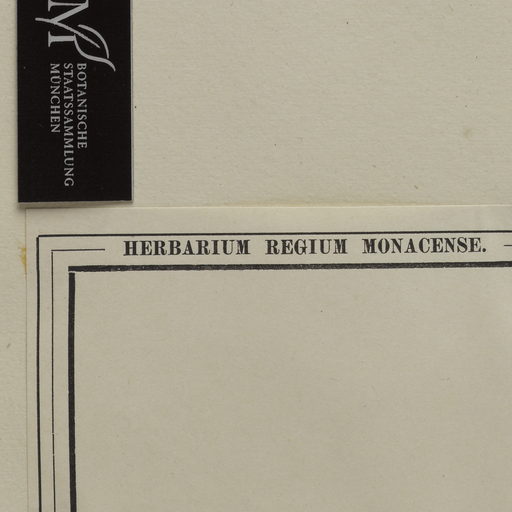 M
BOTANISCHE
STAATSSAMMLUNG
MÜNCHEN
HERBARIUM REGIUM MONACENSE.